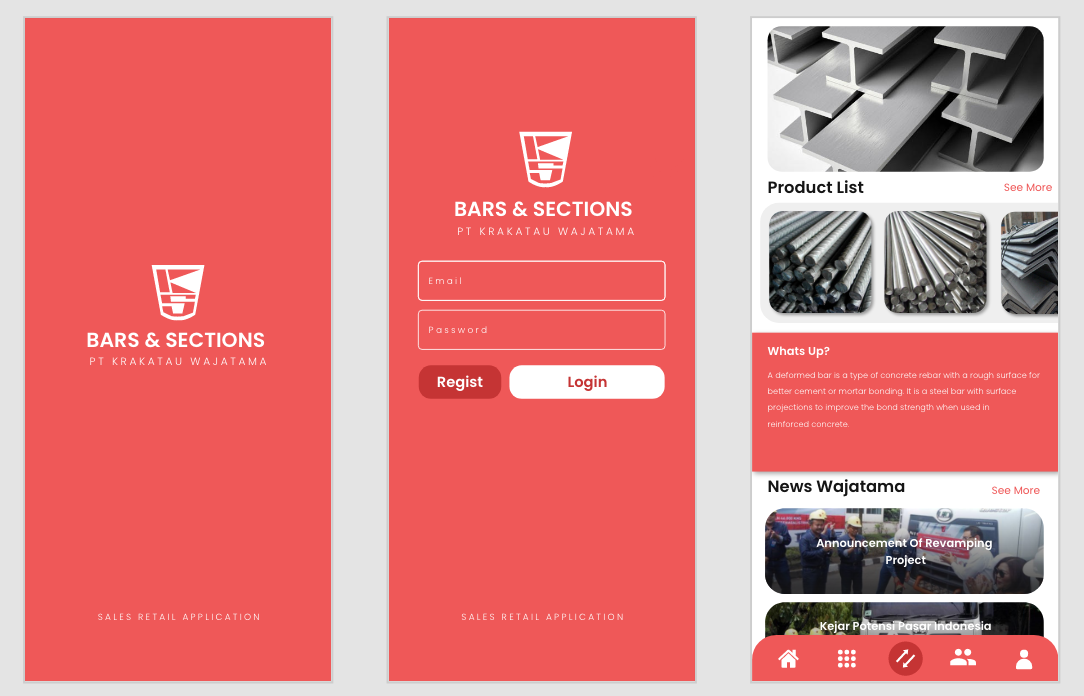 BARS & SECTIONS
PT KRAKATAU WAJATAMA
SALES RETAIL APPLICATION
BARS & SECTIONS
PT KRAKATAU WAJATAMA
Email
Password
Regist
Login
SALES RETAIL APPLICATION
Product List
See More
Whats Up?
A deformed bar is a type of concrete rebar with a rough surface for
better cement or mortar bonding. It is a steel bar with surface
projections to improve the bond strength when used in
reinforced concrete.
News Wajatama
See More
Announcement Of Revamping
Project
Kejar Potensi Pasar Indonesia